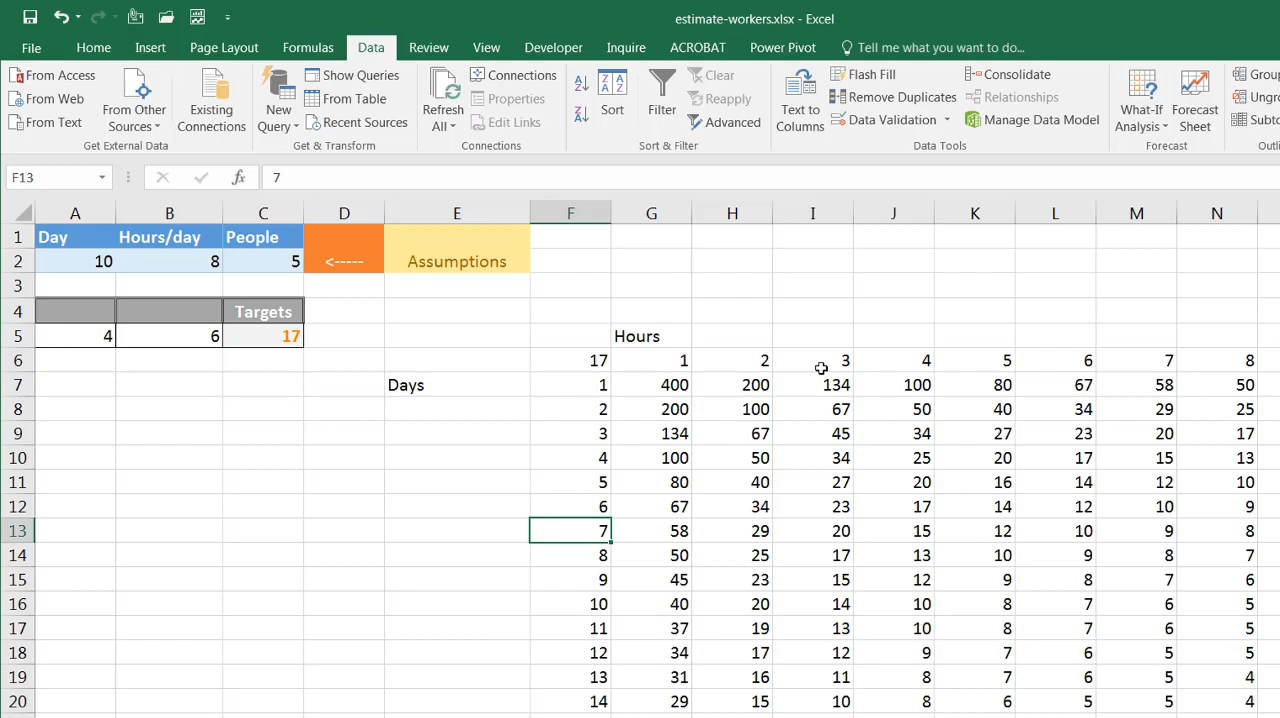 estimate-workers.xlsx - Excel
File Home Insert Page Layout Formulas Data Review View Developer Inquire ACROBAT Power Pivot Tell me what you want to do...
From Access
From Web
From Text
From Other
Sources
Existing
Connections
Get External Data
New
Query
Show Queries
From Table
Recent Sources
Get & Transform
Refresh
All
Connections
Properties
Edit Links
Connections
Sort
Filter
Clear
Reapply
Advanced
Sort & Filter
Text to
Columns
Flash Fill
Remove Duplicates
Data Validation
Consolidate
Relationships
Manage Data Model
Data Tools
What-If
Analysis
Forecast
Sheet
Forecast
F13 fx 7
A B C D E F G H I J K L M N
1 Day Hours/day People
2 10 8 5 <----- Assumptions
3
4 Targets
5 4 6 17 Hours
6 17 1 2 3 4 5 6 7 8
7 Days 1 400 200 134 100 80 67 58 50
8 2 200 100 67 50 40 34 29 25
9 3 134 67 45 34 27 23 20 17
10 4 100 50 34 25 20 17 15 13
11 5 80 40 27 20 16 14 12 10
12 6 67 34 23 17 14 12 10 9
13 7 58 29 20 15 12 10 9 8
14 8 50 25 17 13 10 9 8 7
15 9 45 23 15 12 9 8 7 6
16 10 40 20 14 10 8 7 6 5
17 11 37 19 13 10 8 7 6 5
18 12 34 17 12 9 7 6 5 5
19 13 31 16 11 8 7 6 5 4
20 14 29 15 10 8 6 5 5 4